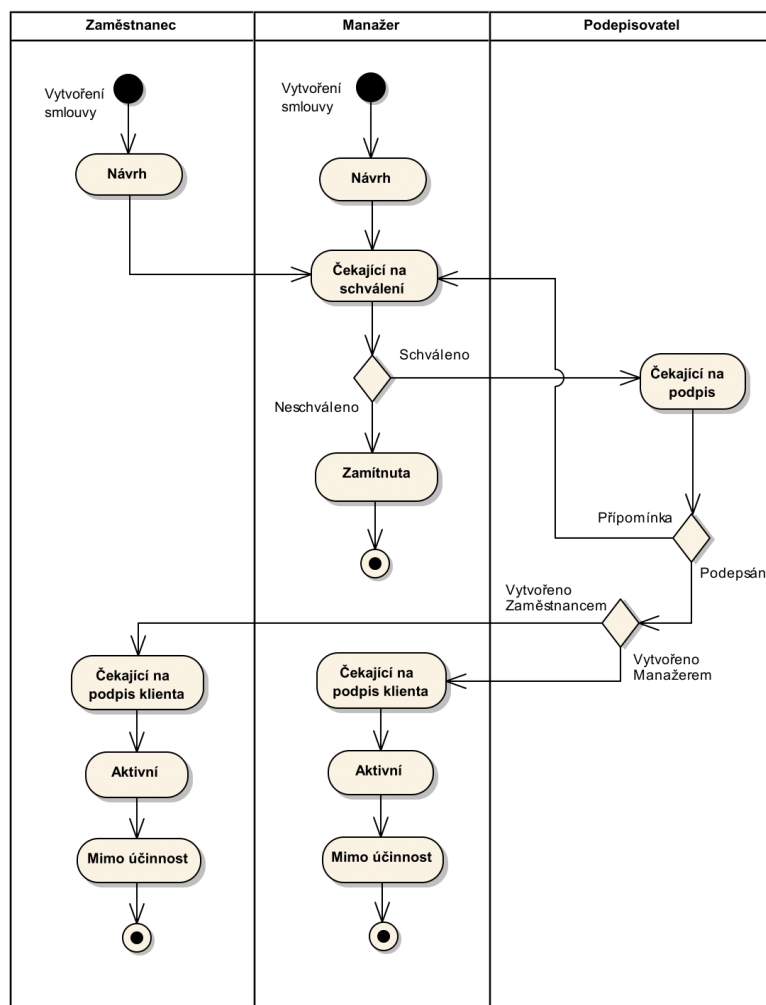 Zaměstnanec
Manažer
Podepisovatel
Vytvoření
smlouvy
Vytvoření
smlouvy
Návrh
Návrh
Čekající na
schválení
Schváleno
Čekající na
podpis
Neschváleno
Zamítnuta
Přípomínka
Podepsán
Vytvořeno
Zaměstnancem
Vytvořeno
Manažerem
Čekající na
podpis klienta
Čekající na
podpis klienta
Aktivní
Aktivní
Mimo účinnost
Mimo účinnost